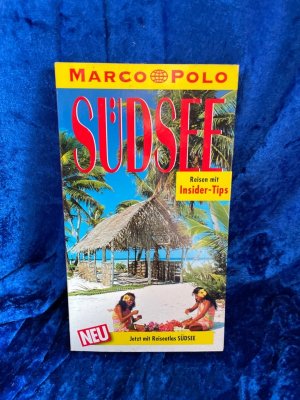 MARCO POLO
SÜDSEE
Reisen mit
Insider-Tips
NEU
Jetzt mit Reiseatlas SÜDSEE